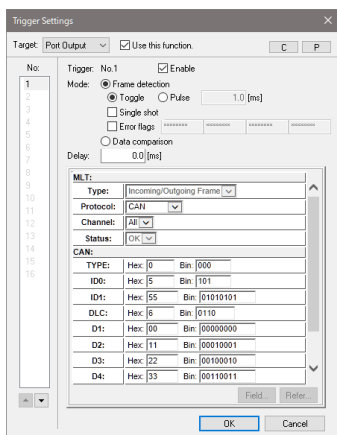 Trigger Settings
Target: Port Output Use this function. C P
No: Trigger: No.1 Enable
1 Mode: Frame detection
2 Toggle Pulse 1.0 [ms]
3 Single shot
4 Error flags
5
6 Data comparison
7 Delay: 0.0 [ms]
8 MLT:
9 Type: Incoming/Outgoing Frame
10
11 Protocol: CAN
12 Channel: All
13
14 Status: OK
15 CAN:
16 TYPE: Hex: 0 Bin: 000
ID0: Hex: 5 Bin: 101
ID1: Hex: 55 Bin: 01010101
DLC: Hex: 6 Bin: 0110
D1: Hex: 00 Bin: 00000000
D2: Hex: 11 Bin: 00010001
D3: Hex: 22 Bin: 00100010
D4: Hex: 33 Bin: 00110011
Field... Refer...
OK Cancel